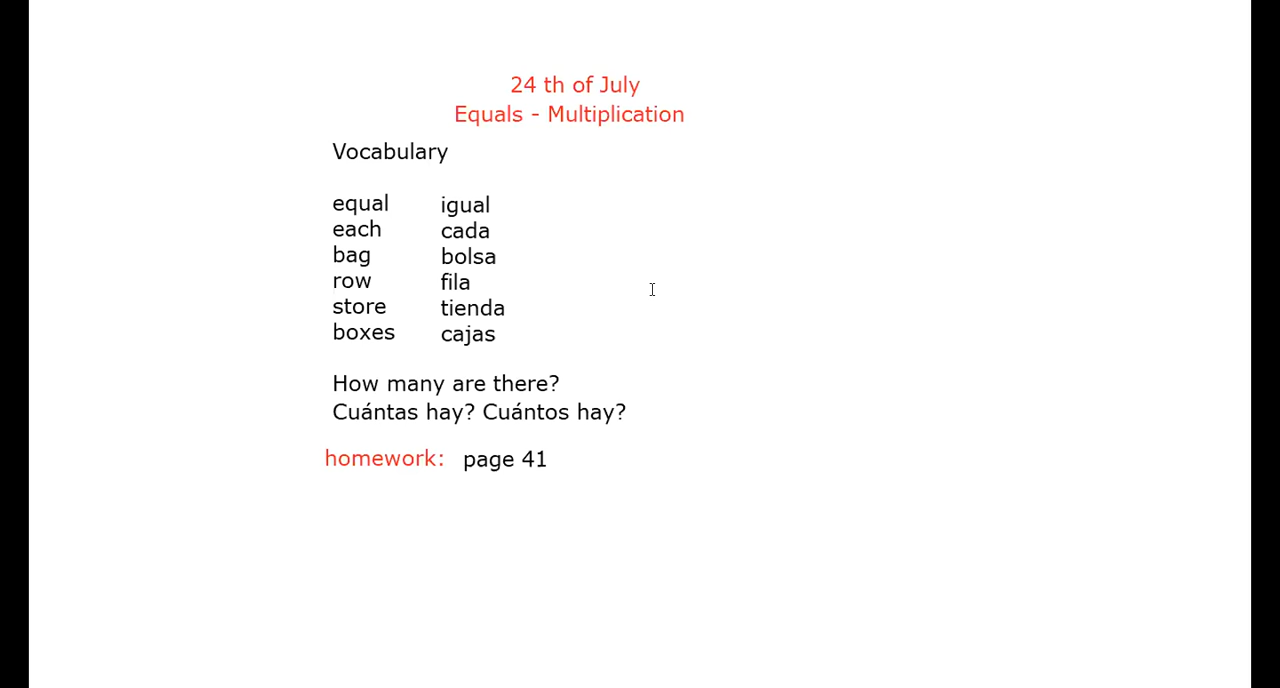 24 th of July
Equals - Multiplication
Vocabulary
equal igual
each cada
bag bolsa
row fila
store tienda
boxes cajas
How many are there?
Cuántas hay? Cuántos hay?
homework: page 41